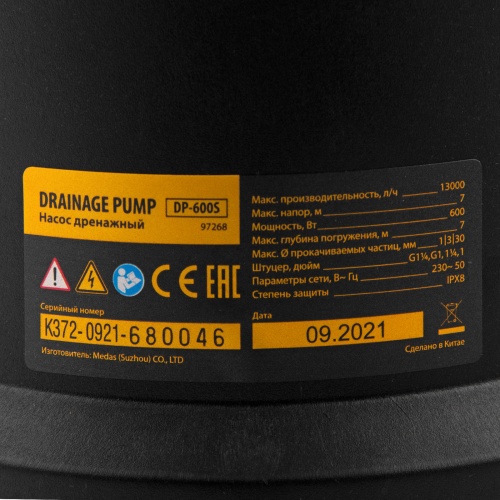 DRAINAGE PUMP DP-600S
Насос дренажный 97268
CE EAC
Серийный номер
K372-0921-680046
Изготовитель: Medas (Suzhou) CO., LTD
Макс. производительность, л/ч 13000
Макс. напор, м 7
Мощность, Вт 600
Макс. глубина погружения, м 7
Макс. Ø прокачиваемых частиц, мм 1|3|30
Штуцер, дюйм G1¼,G1,1¼,1
Параметры сети, В~ Гц 230~ 50
Степень защиты IPX8
Дата
09.2021
Сделано в Китае